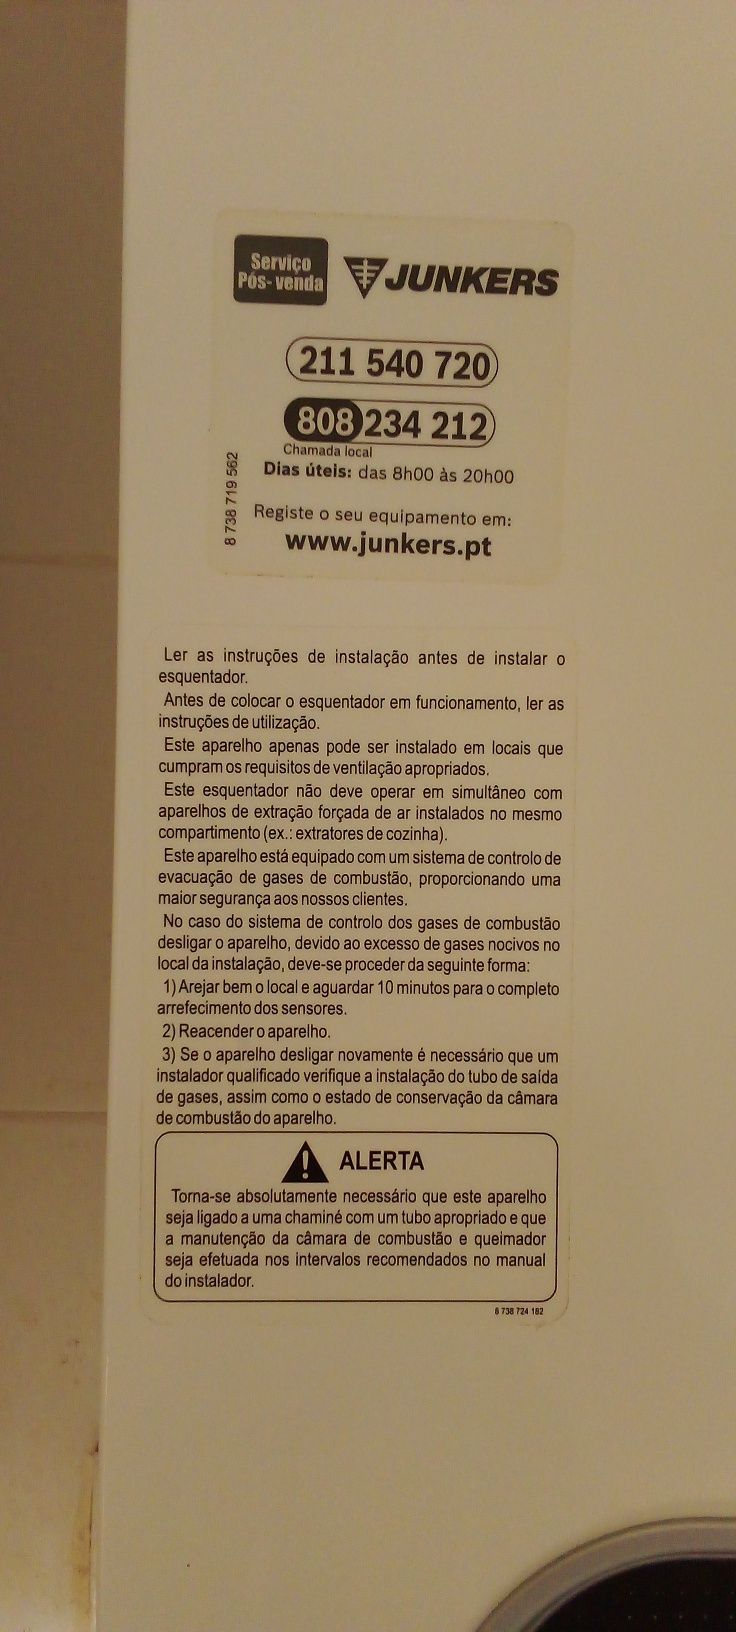 Serviço
Pós-venda
JUNKERS
211 540 720
808 234 212
Chamada local
Dias úteis: das 8h00 às 20h00
8 738 719 562
Registe o seu equipamento em:
www.junkers.pt
Ler as instruções de instalação antes de instalar o
esquentador.
Antes de colocar o esquentador em funcionamento, ler as
instruções de utilização.
Este aparelho apenas pode ser instalado em locais que
cumpram os requisitos de ventilação apropriados.
Este esquentador não deve operar em simultâneo com
aparelhos de extração forçada de ar instalados no mesmo
compartimento (ex.: extratores de cozinha).
Este aparelho está equipado com um sistema de controlo de
evacuação de gases de combustão, proporcionando uma
maior segurança aos nossos clientes.
No caso do sistema de controlo dos gases de combustão
desligar o aparelho, devido ao excesso de gases nocivos no
local da instalação, deve-se proceder da seguinte forma:
1) Arejar bem o local e aguardar 10 minutos para o completo
arrefecimento dos sensores.
2) Reacender o aparelho.
3) Se o aparelho desligar novamente é necessário que um
instalador qualificado verifique a instalação do tubo de saída
de gases, assim como o estado de conservação da câmara
de combustão do aparelho.
ALERTA
Torna-se absolutamente necessário que este aparelho
seja ligado a uma chaminé com um tubo apropriado e que
a manutenção da câmara de combustão e queimador
seja efetuada nos intervalos recomendados no manual
do instalador.
6 738 724 182